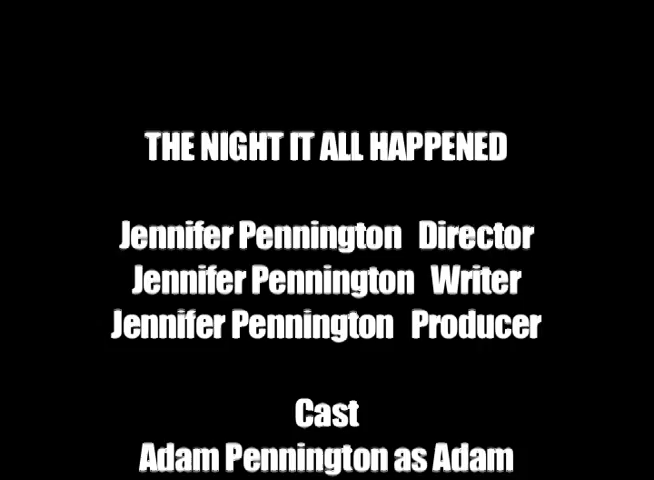 THE NIGHT IT ALL HAPPENED
Jennifer Pennington Director
Jennifer Pennington Writer
Jennifer Pennington Producer
Cast
Adam Pennington as Adam